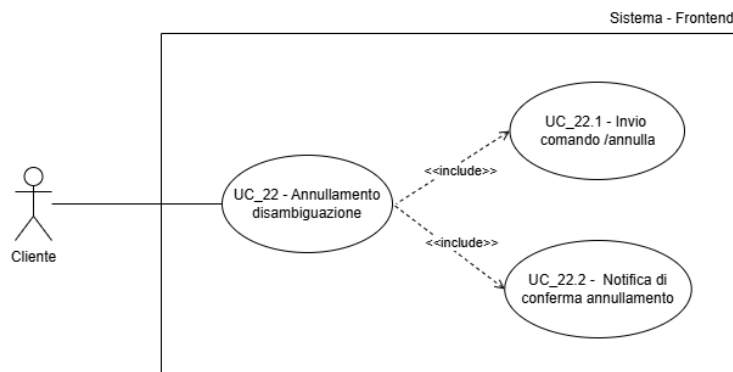 Sistema - Frontend
UC_22.1 - Invio
comando /annulla
<<include>>
UC_22 - Annullamento
disambiguazione
<<include>>
Cliente
UC_22.2 - Notifica di
conferma annullamento